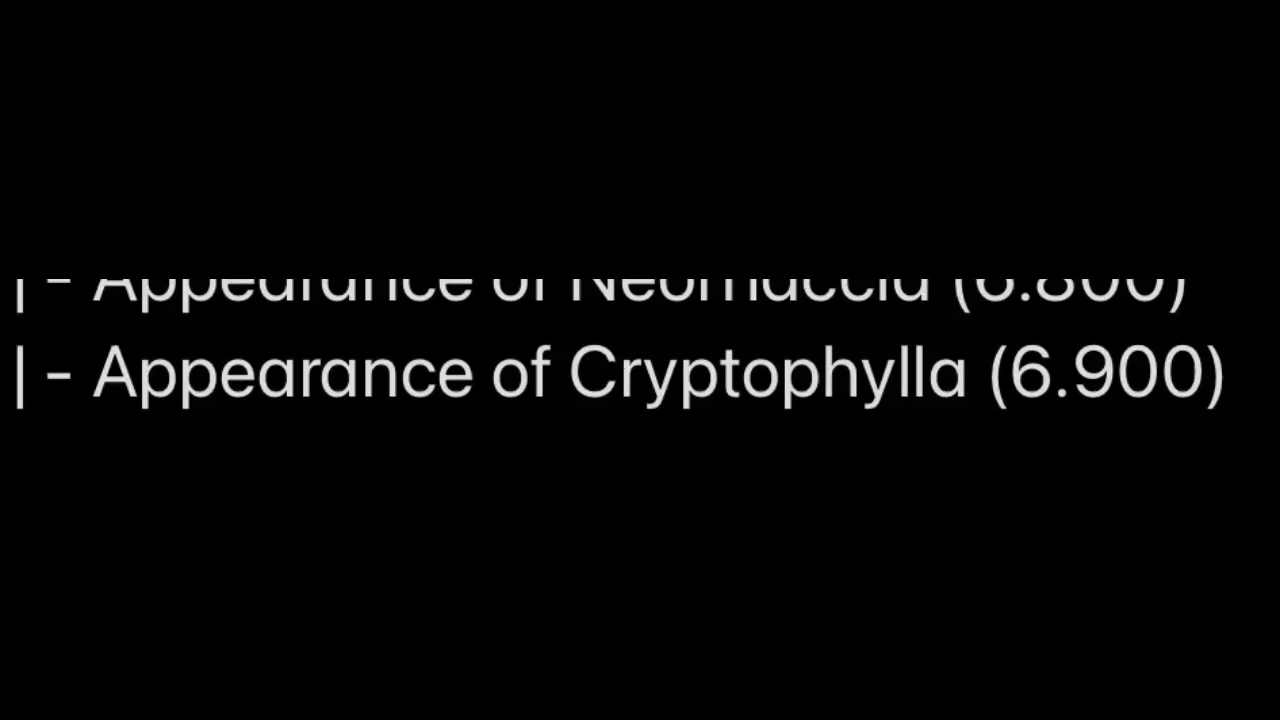 | - Appearance of
| - Appearance of Cryptophylla (6.900)